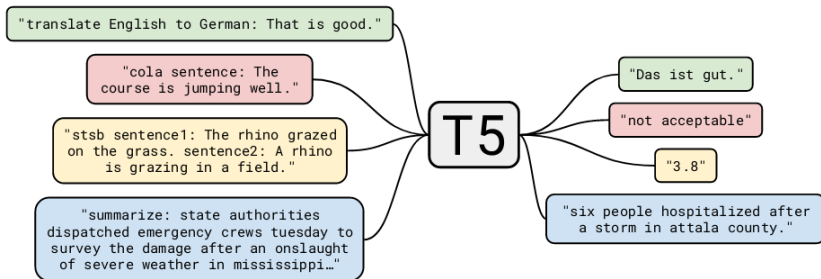 "translate English to German: That is good."
"cola sentence: The
course is jumping well."
"stsb sentence1: The rhino grazed
on the grass. sentence2: A rhino
is grazing in a field."
"summarize: state authorities
dispatched emergency crews tuesday to
survey the damage after an onslaught
of severe weather in mississippi…"
T5
"Das ist gut."
"not acceptable"
"3.8"
"six people hospitalized after
a storm in attala county."